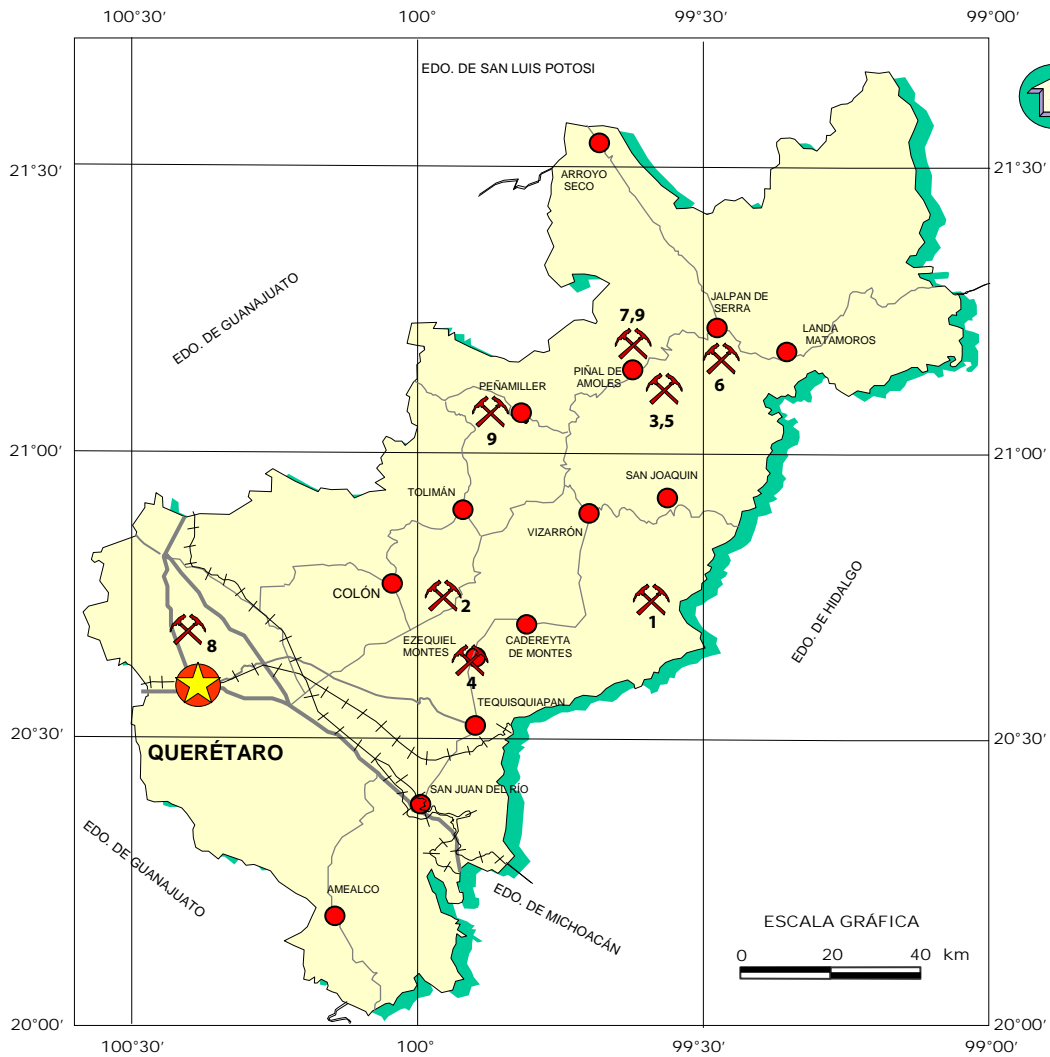 100°30'
100°
99°30'
99°00'
EDO. DE SAN LUIS POTOSI
21°30'
21°30'
ARROYO
SECO
EDO. DE GUANAJUATO
JALPAN DE
SERRA
7,9
LANDA
MATAMOROS
PIÑAL DE
AMOLES
6
PEÑAMILLER
3,5
9
21°00'
21°00'
SAN JOAQUIN
TOLIMÁN
VIZARRÓN
COLÓN
2
1
EDO. DE HIDALGO
8
EZEQUIEL
MONTES
CADEREYTA
DE MONTES
4
TEQUISQUIAPAN
QUERÉTARO
20°30'
20°30'
SAN JUAN DEL RÍO
EDO. DE GUANAJUATO
AMEALCO
EDO. DE MICHOACÁN
ESCALA GRÁFICA
0 20 40 km
20°00'
20°00'
100°30'
100°
99°30'
99°00'